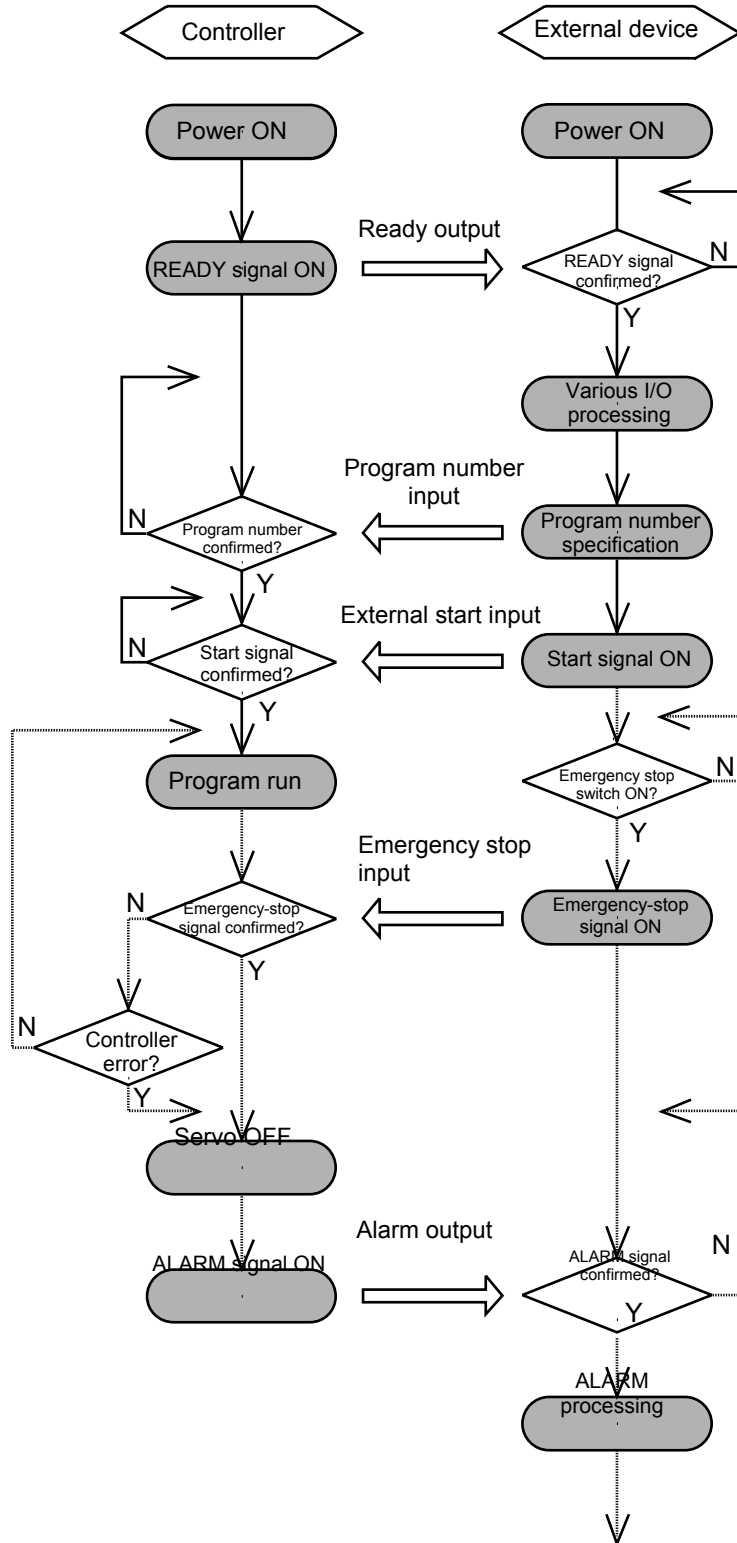 Controller
External device
Power ON
Power ON
Ready output
READY signal ON
READY signal
confirmed?
N
Y
Various I/O
processing
Program number
input
N
Program number
confirmed?
Program number
specification
Y
External start input
N
Start signal
confirmed?
Start signal ON
Y
Program run
Emergency stop
switch ON?
N
Y
Emergency stop
input
N
Emergency-stop
signal confirmed?
Emergency-stop
signal ON
Y
N
Controller
error?
Y
Servo OFF
Alarm output
ALARM signal ON
ALARM signal
confirmed?
N
Y
ALARM
processing